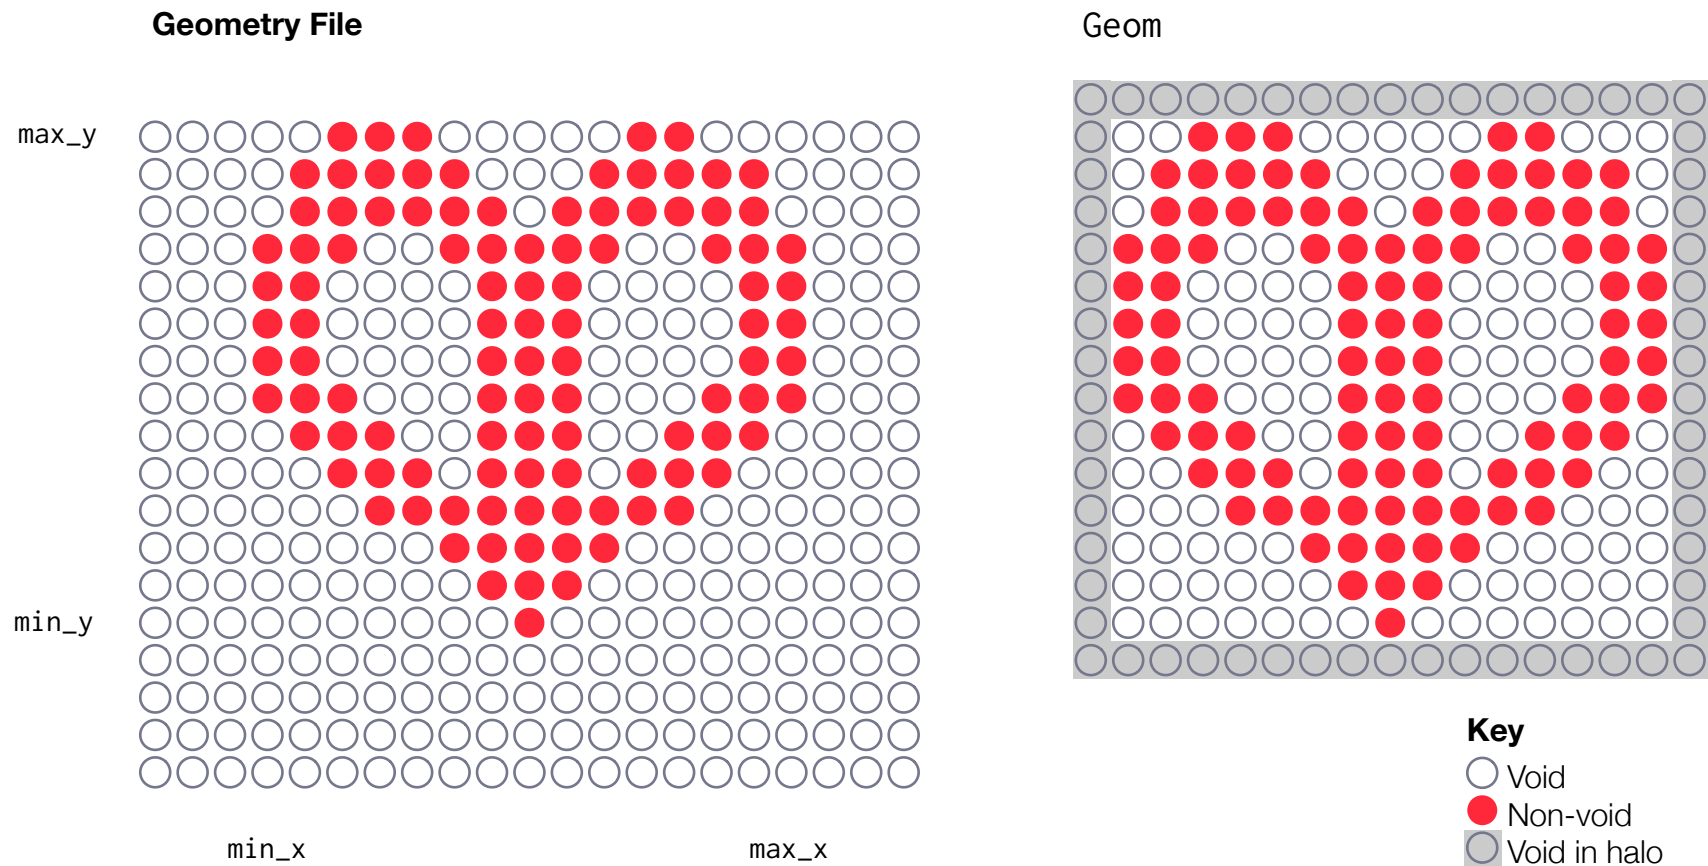 Geometry File
Geom
max_y
min_y
min_x
max_x
Key
Void
Non-void
Void in halo